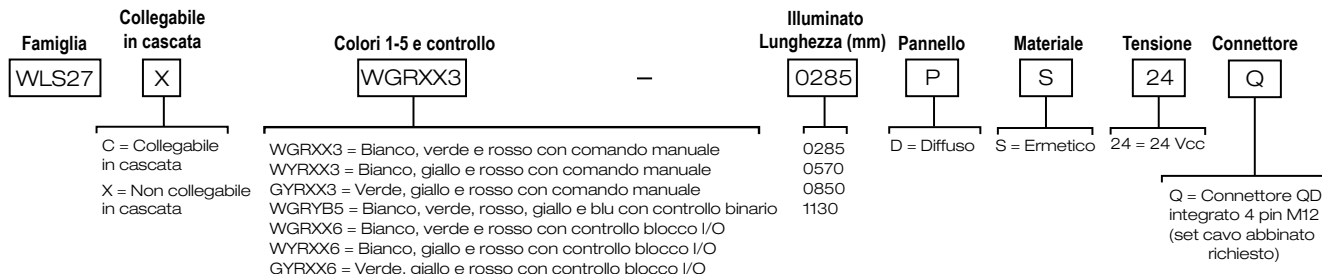 Famiglia
Collegabile
in cascata
Colori 1-5 e controllo
Illuminato
Lunghezza (mm)
Pannello
Materiale
Tensione
Connettore
WLS27
X
WGRXX3
–
0285
P
S
24
Q
C = Collegabile
in cascata
X = Non collegabile
in cascata
WGRXX3 = Bianco, verde e rosso con comando manuale
WYRXX3 = Bianco, giallo e rosso con comando manuale
GYRXX3 = Verde, giallo e rosso con comando manuale
WGRYB5 = Bianco, verde, rosso, giallo e blu con controllo binario
WGRXX6 = Bianco, verde e rosso con controllo blocco I/O
WYRXX6 = Bianco, giallo e rosso con controllo blocco I/O
GYRXX6 = Verde, giallo e rosso con controllo blocco I/O
0285
0570
0850
1130
D = Diffuso
S = Ermetico
24 = 24 Vcc
Q = Connettore QD
integrato 4 pin M12
(set cavo abbinato
richiesto)